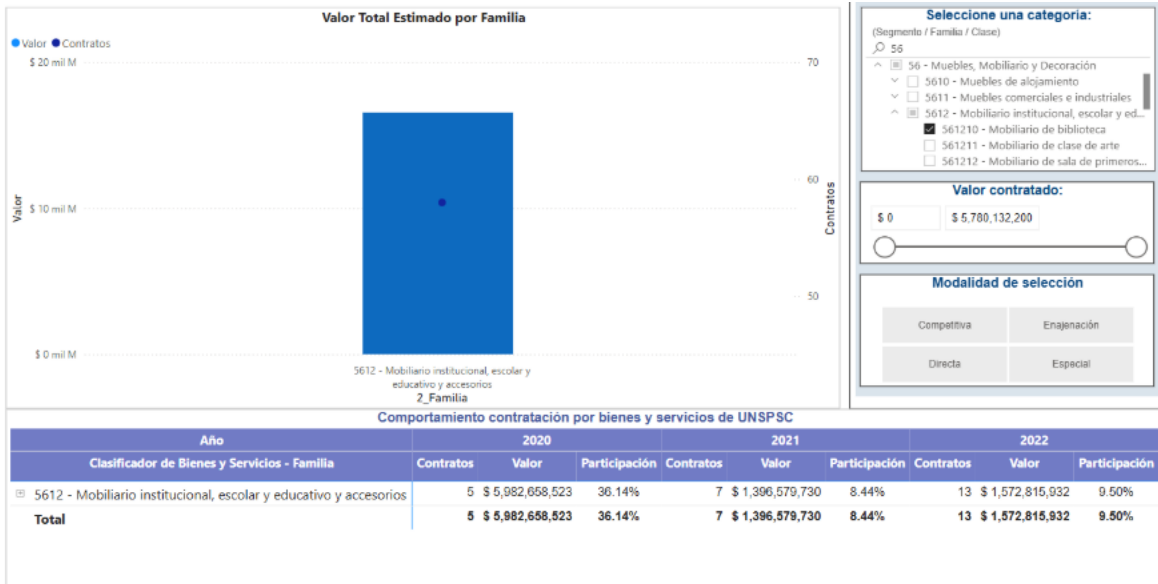 Valor Total Estimado por Familia
Valor Contratos
$ 20 mil M
$ 10 mil M
$ 0 mil M
Valor
70
60
50
Contratos
5612 - Mobiliario institucional, escolar y
educativo y accesorios
2_Familia
Seleccione una categoria:
(Segmento / Familia / Clase)
56
56 - Muebles, Mobiliario y Decoración
5610 - Muebles de alojamiento
5611 - Muebles comerciales e industriales
5612 - Mobiliario institucional, escolar y ed...
561210 - Mobiliario de biblioteca
561211 - Mobiliario de clase de arte
561212 - Mobiliario de sala de primeros...
Valor contratado:
$ 0 $ 5,780,132,200
Modalidad de selección
Competitiva Enajenación
Directa Especial
Comportamiento contratación por bienes y servicios de UNSPSC
Año 2020 2021 2022
Clasificador de Bienes y Servicios - Familia Contratos Valor Participación Contratos Valor Participación Contratos Valor Participación
5612 - Mobiliario institucional, escolar y educativo y accesorios 5 $ 5,982,658,523 36.14% 7 $ 1,396,579,730 8.44% 13 $ 1,572,815,932 9.50%
Total 5 $ 5,982,658,523 36.14% 7 $ 1,396,579,730 8.44% 13 $ 1,572,815,932 9.50%